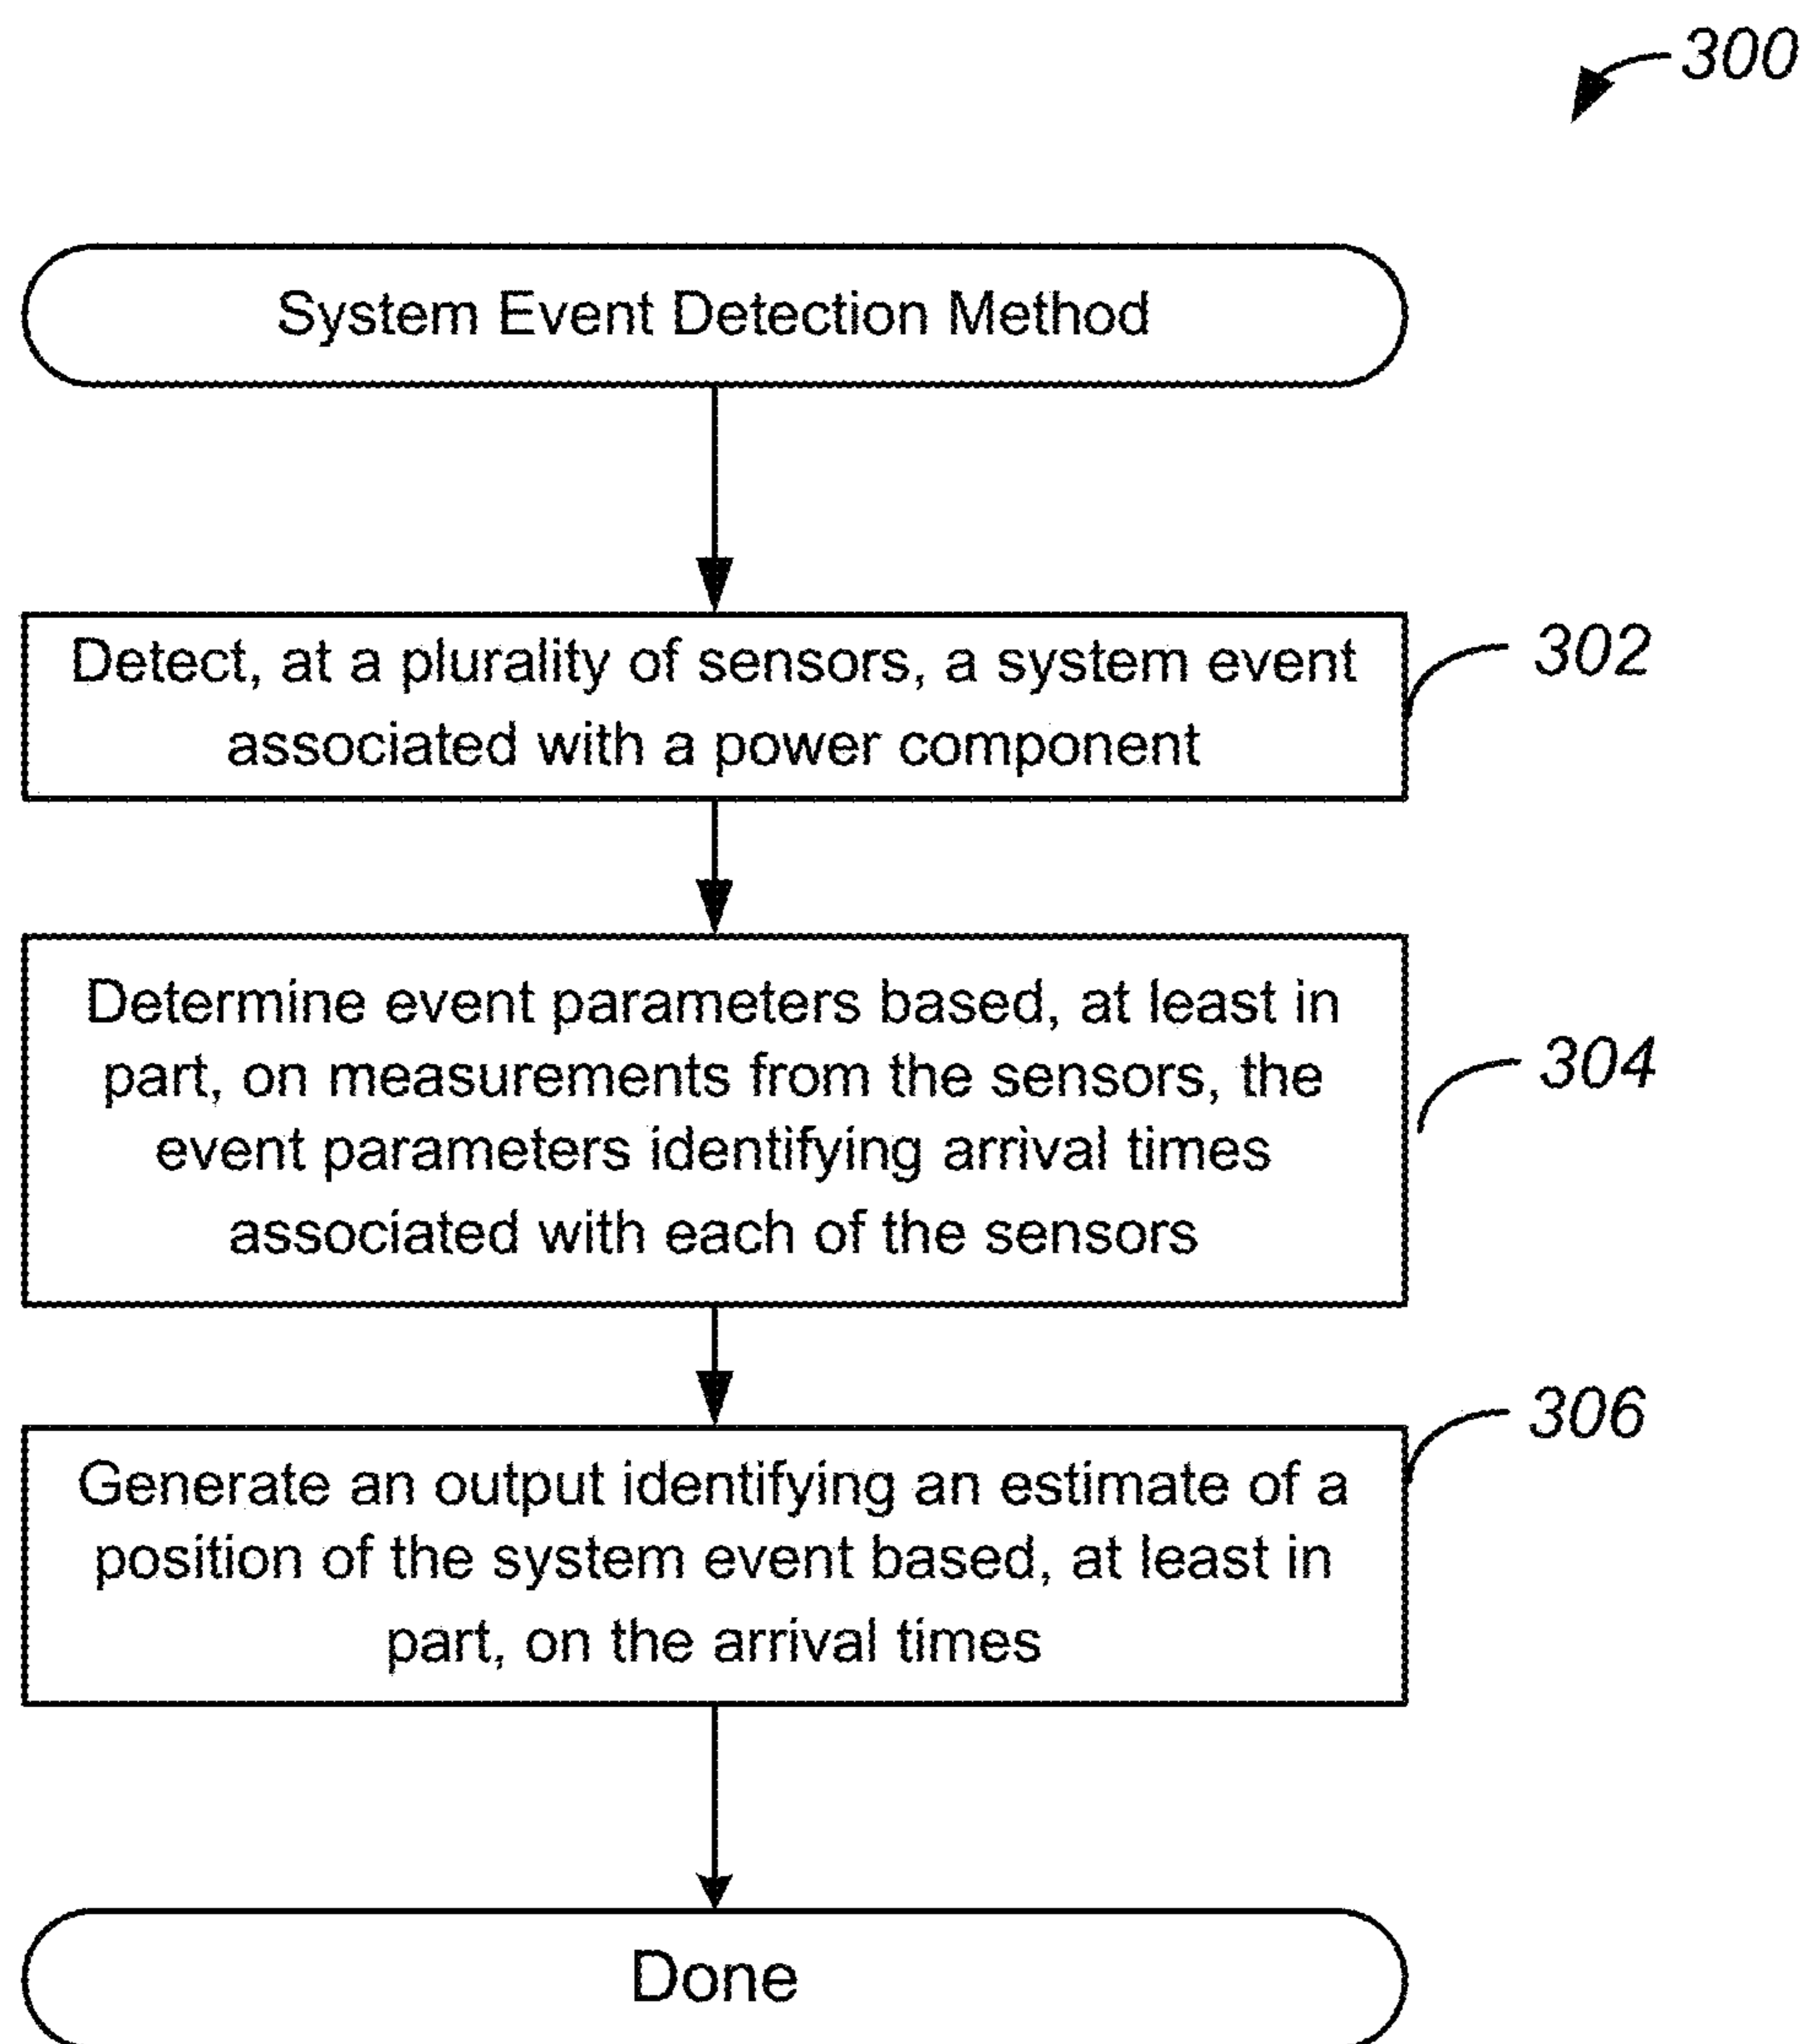 300
System Event Detection Method
Detect, at a plurality of sensors, a system event
associated with a power component
302
Determine event parameters based, at least in
part, on measurements from the sensors, the
event parameters identifying arrival times
associated with each of the sensors
304
Generate an output identifying an estimate of a
position of the system event based, at least in
part, on the arrival times
306
Done